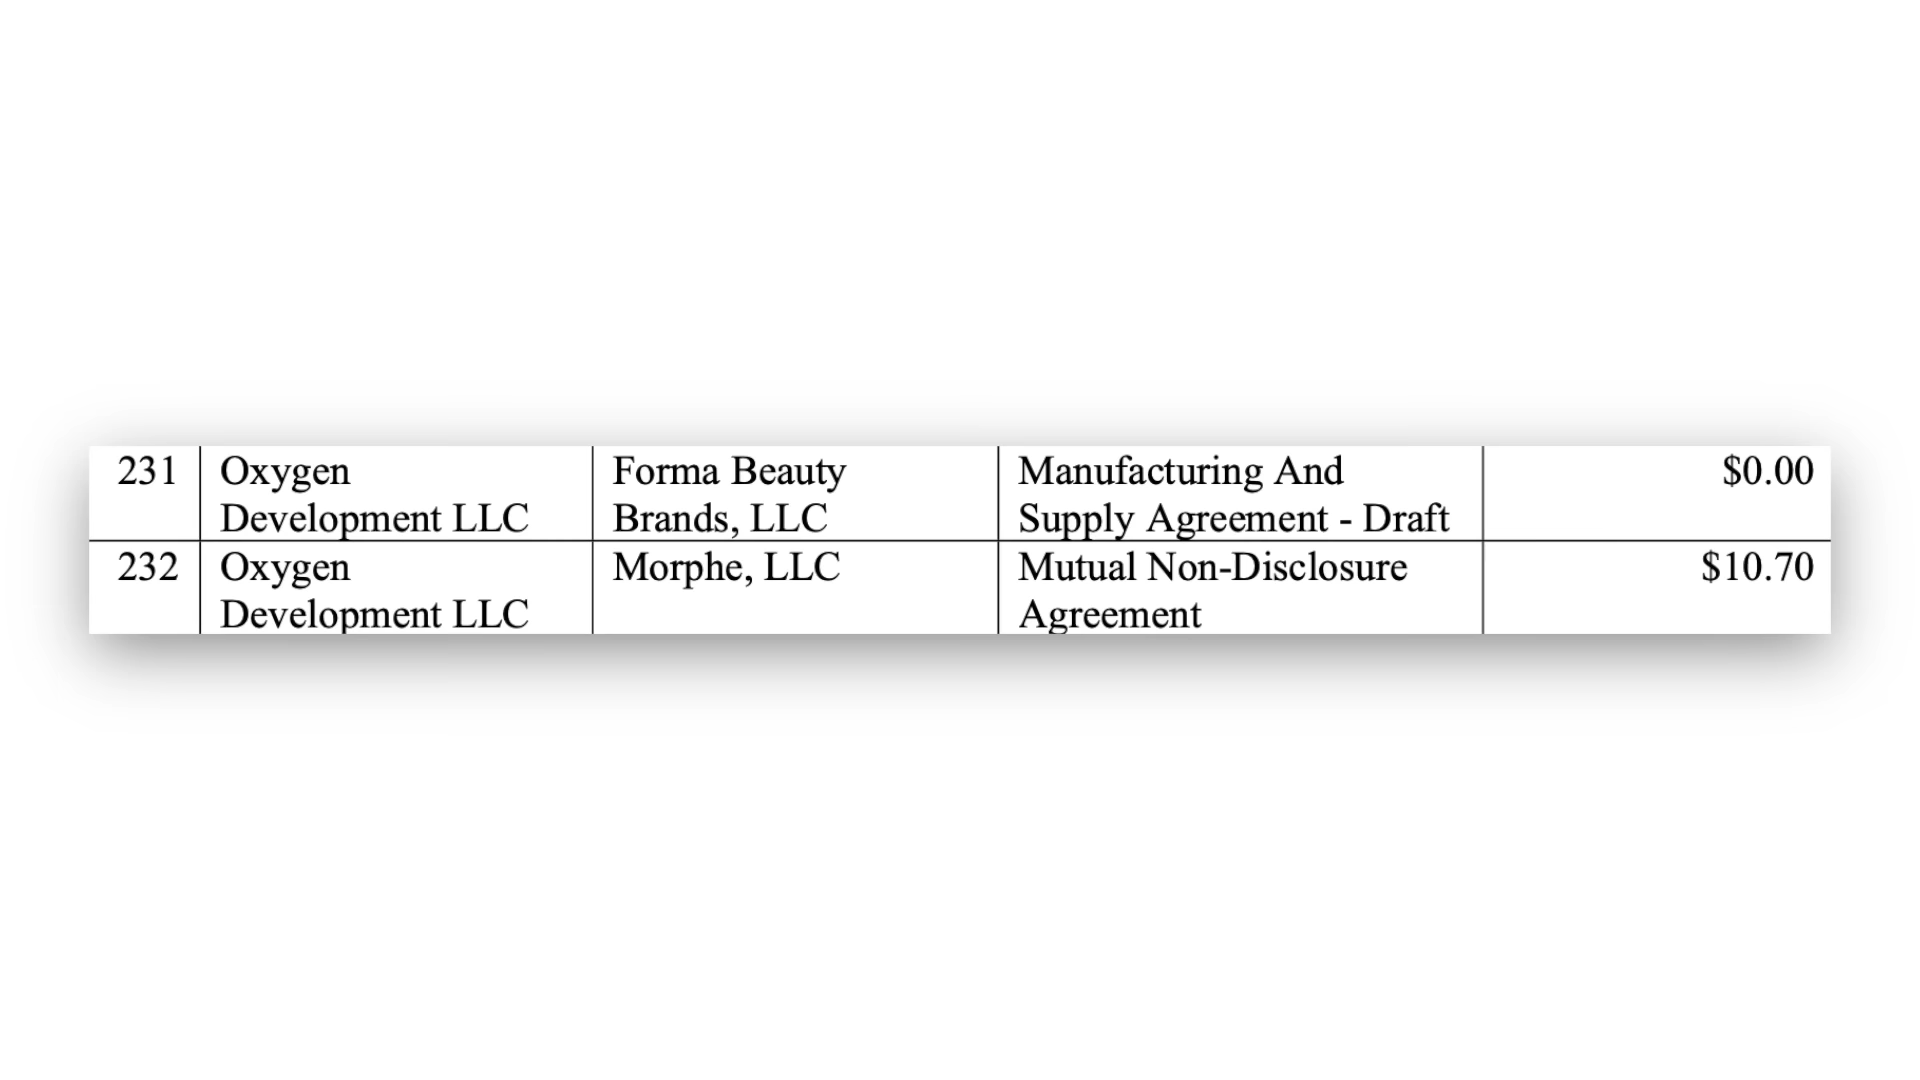 231 Oxygen Forma Beauty Manufacturing And $0.00
Development LLC Brands, LLC Supply Agreement - Draft
232 Oxygen Morphe, LLC Mutual Non-Disclosure $10.70
Development LLC Agreement